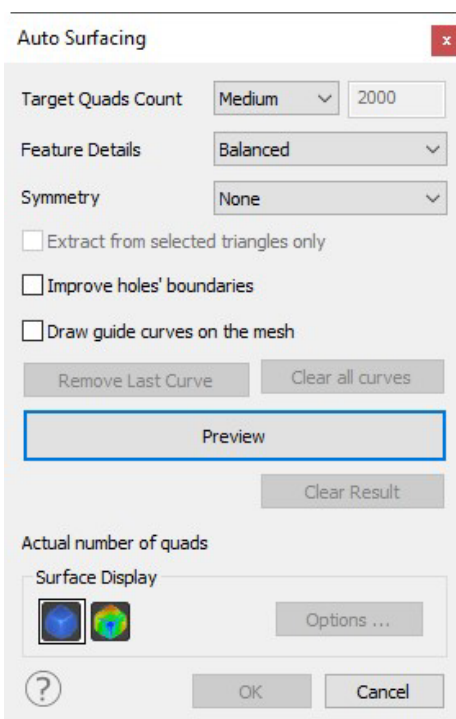 Auto Surfacing
x
Target Quads Count Medium 2000
Feature Details Balanced
Symmetry None
Extract from selected triangles only
Improve holes' boundaries
Draw guide curves on the mesh
Remove Last Curve Clear all curves
Preview
Clear Result
Actual number of quads
Surface Display
Options ...
? OK Cancel